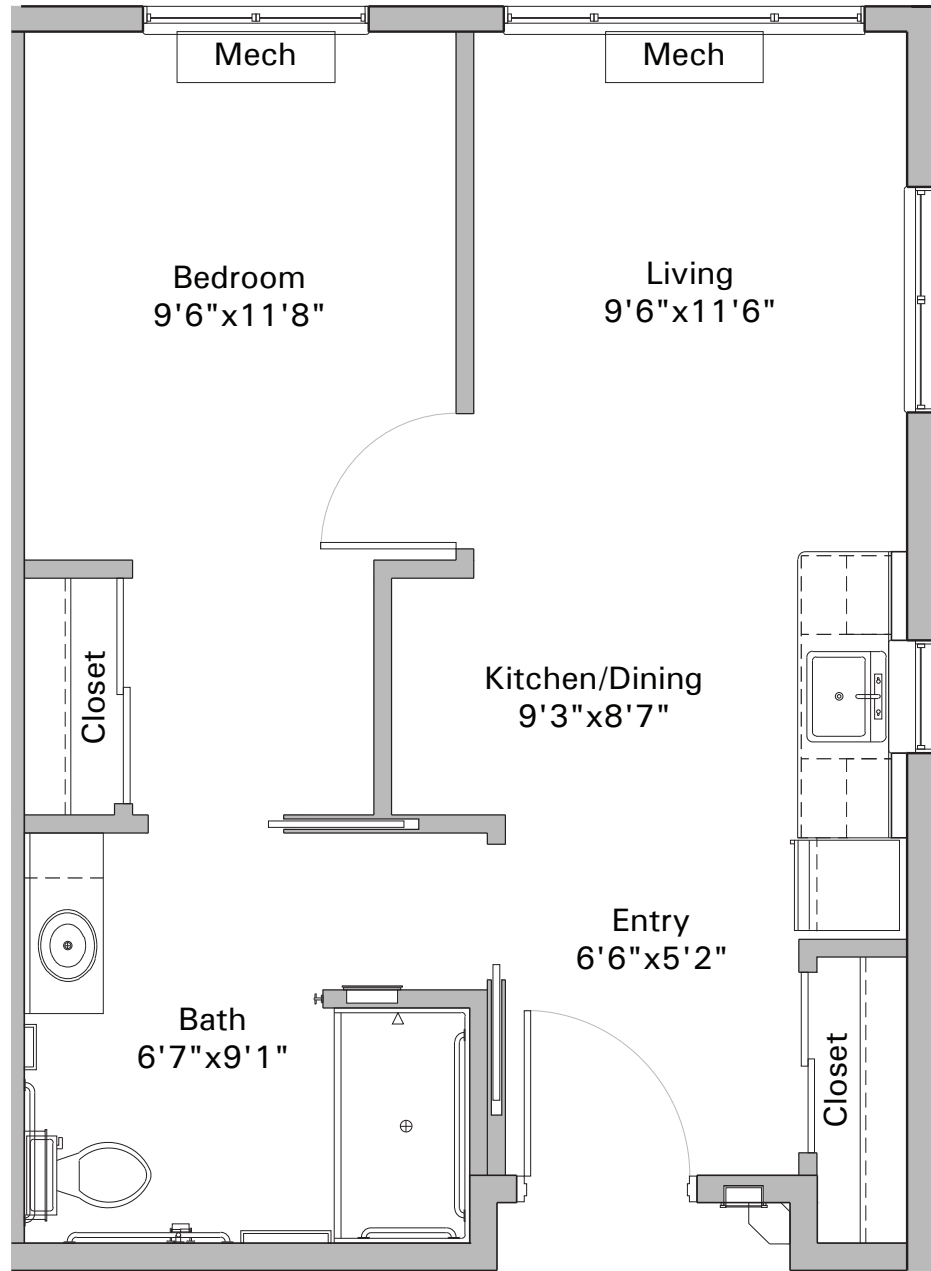 Mech
Mech
Bedroom
9'6"x11'8"
Living
9'6"x11'6"
Closet
Kitchen/Dining
9'3"x8'7"
Entry
6'6"x5'2"
Bath
6'7"x9'1"
Closet